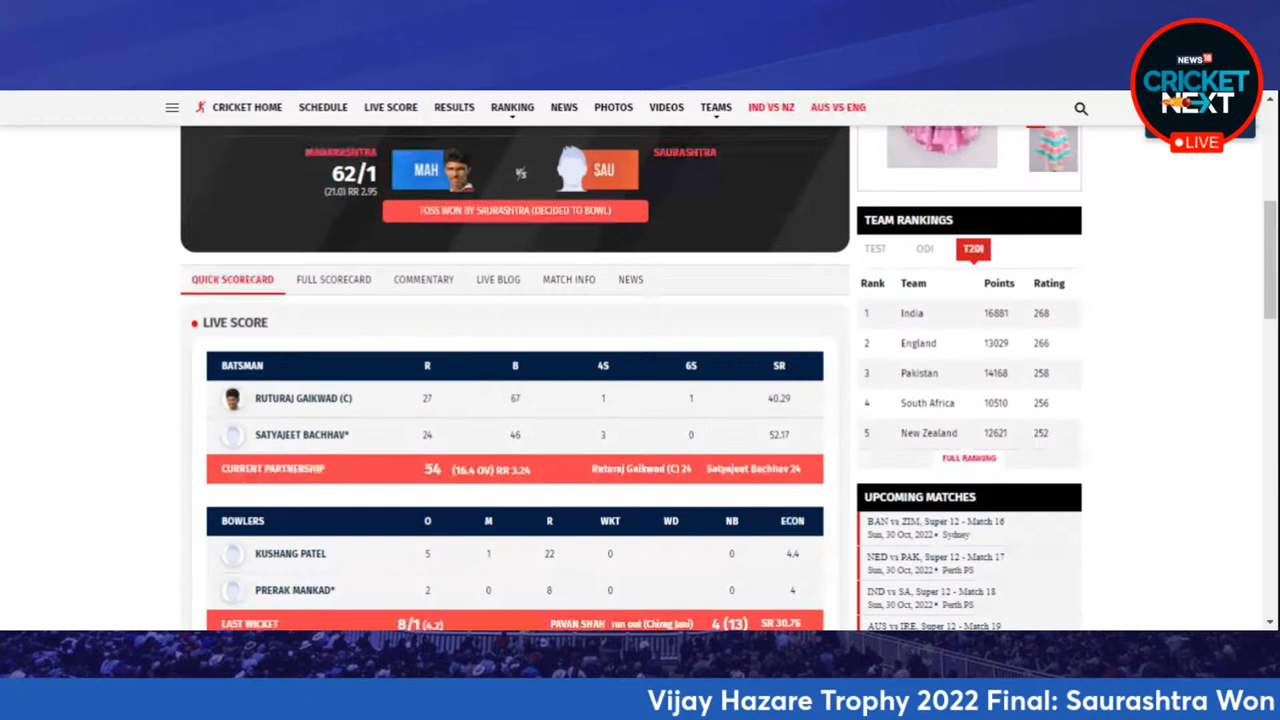 NEWS18
CRICKET
NEXT
LIVE
CRICKET HOME SCHEDULE LIVE SCORE RESULTS RANKING NEWS PHOTOS VIDEOS TEAMS IND VS NZ AUS VS ENG
MAHARASHTRA
62/1
(21.0) RR 2.95
MAH
V/S
SAU
SAURASHTRA
TOSS WON BY SAURASHTRA (DECIDED TO BOWL)
QUICK SCORECARD FULL SCORECARD COMMENTARY LIVE BLOG MATCH INFO NEWS
LIVE SCORE
BATSMAN R B 4S 6S SR
RUTURAJ GAIKWAD (C) 27 67 1 1 40.29
SATYAJEET BACHHAV* 24 46 3 0 52.17
CURRENT PARTNERSHIP 54 (16.4 OV) RR 3.24 Ruturaj Gaikwad (C) 24 Satyajeet Bachhav 24
BOWLERS O M R WKT WD NB ECON
KUSHANG PATEL 5 1 22 0 0 4.4
PRERAK MANKAD* 2 0 8 0 0 4
LAST WICKET 8/1 (4.2) PAVAN SHAH run out (Chirag Jani) 4 (13) SR 30.76
TEAM RANKINGS
TEST ODI T20I
Rank Team Points Rating
1 India 16881 268
2 England 13029 266
3 Pakistan 14168 258
4 South Africa 10510 256
5 New Zealand 12621 252
FULL RANKING
UPCOMING MATCHES
BAN vs ZIM, Super 12 - Match 16
Sun, 30 Oct, 2022• Sydney
NED vs PAK, Super 12 - Match 17
Sun, 30 Oct, 2022• Perth PS
IND vs SA, Super 12 - Match 18
Sun, 30 Oct, 2022• Perth PS
AUS vs IRE, Super 12 - Match 19
Vijay Hazare Trophy 2022 Final: Saurashtra Won